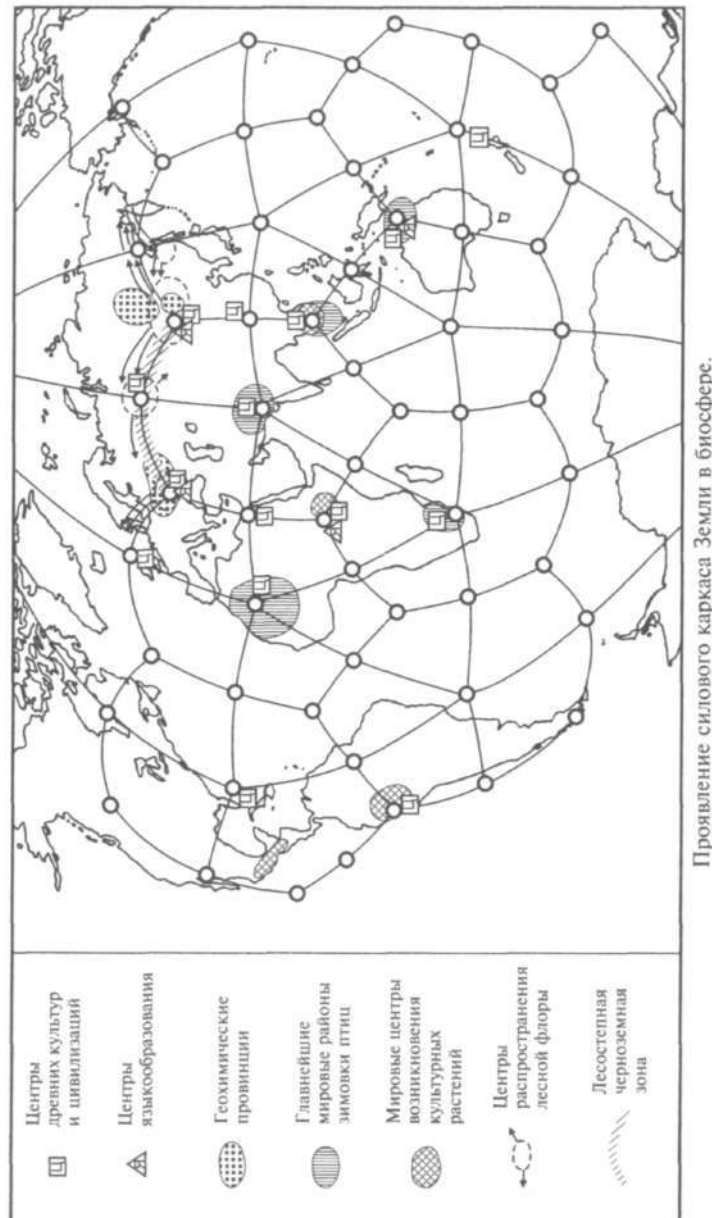 Центры
древних культур
и цивилизаций
Центры
языкообразования
Геохимические
провинции
Главнейшие
мировые районы
зимовки птиц
Мировые центры
возникновения
культурных
растений
Центры
распространения
лесной флоры
Лесостепная
черноземная
зона
Проявление силового каркаса Земли в биосфере.